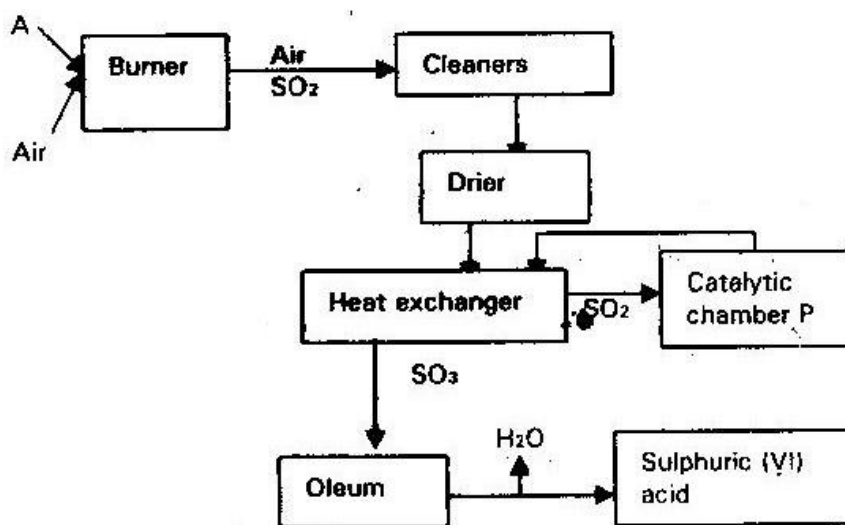 A
Burner
Air
SO₂
Cleaners
Air
Drier
Heat exchanger
SO₂
Catalytic
chamber P
SO₃
H₂O
Oleum
Sulphuric (VI)
acid